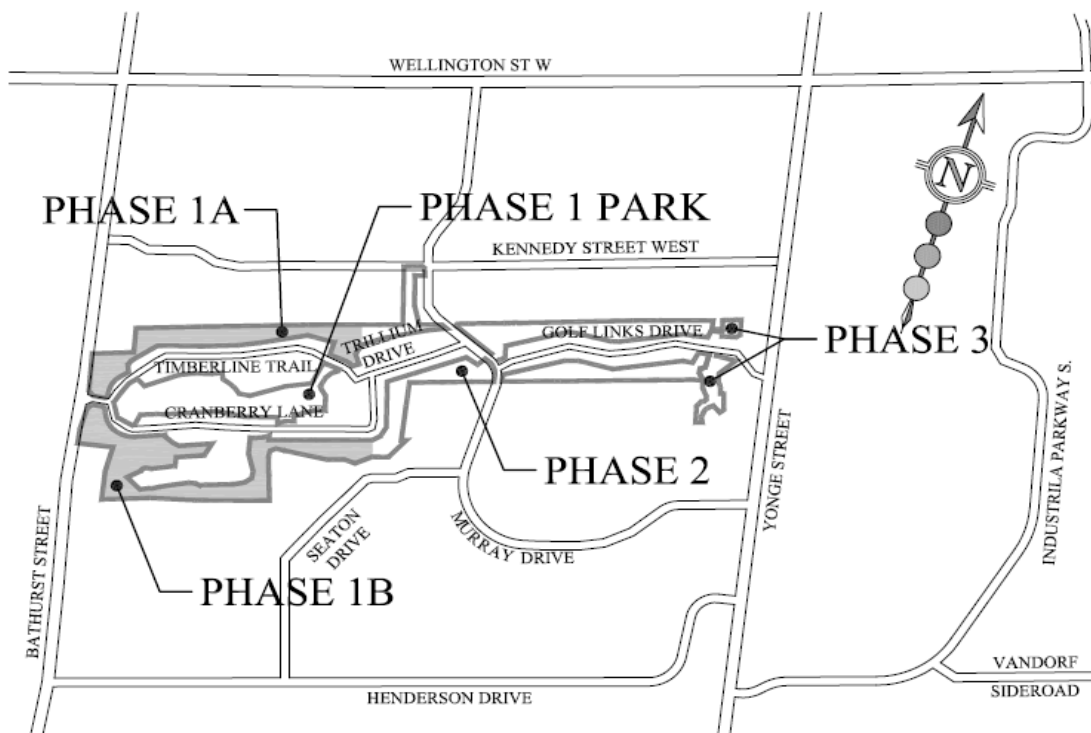 WELLINGTON ST W
N
PHASE 1A
PHASE 1 PARK
KENNEDY STREET WEST
TRILLIUM
DRIVE
GOLF LINKS DRIVE
PHASE 3
TIMBERLINE TRAIL
CRANBERRY LANE
PHASE 2
YONGE STREET
INDUSTRILA PARKWAY S.
SEATON
DRIVE
MURRAY DRIVE
BATHURST STREET
PHASE 1B
HENDERSON DRIVE
VANDORF
SIDEROAD